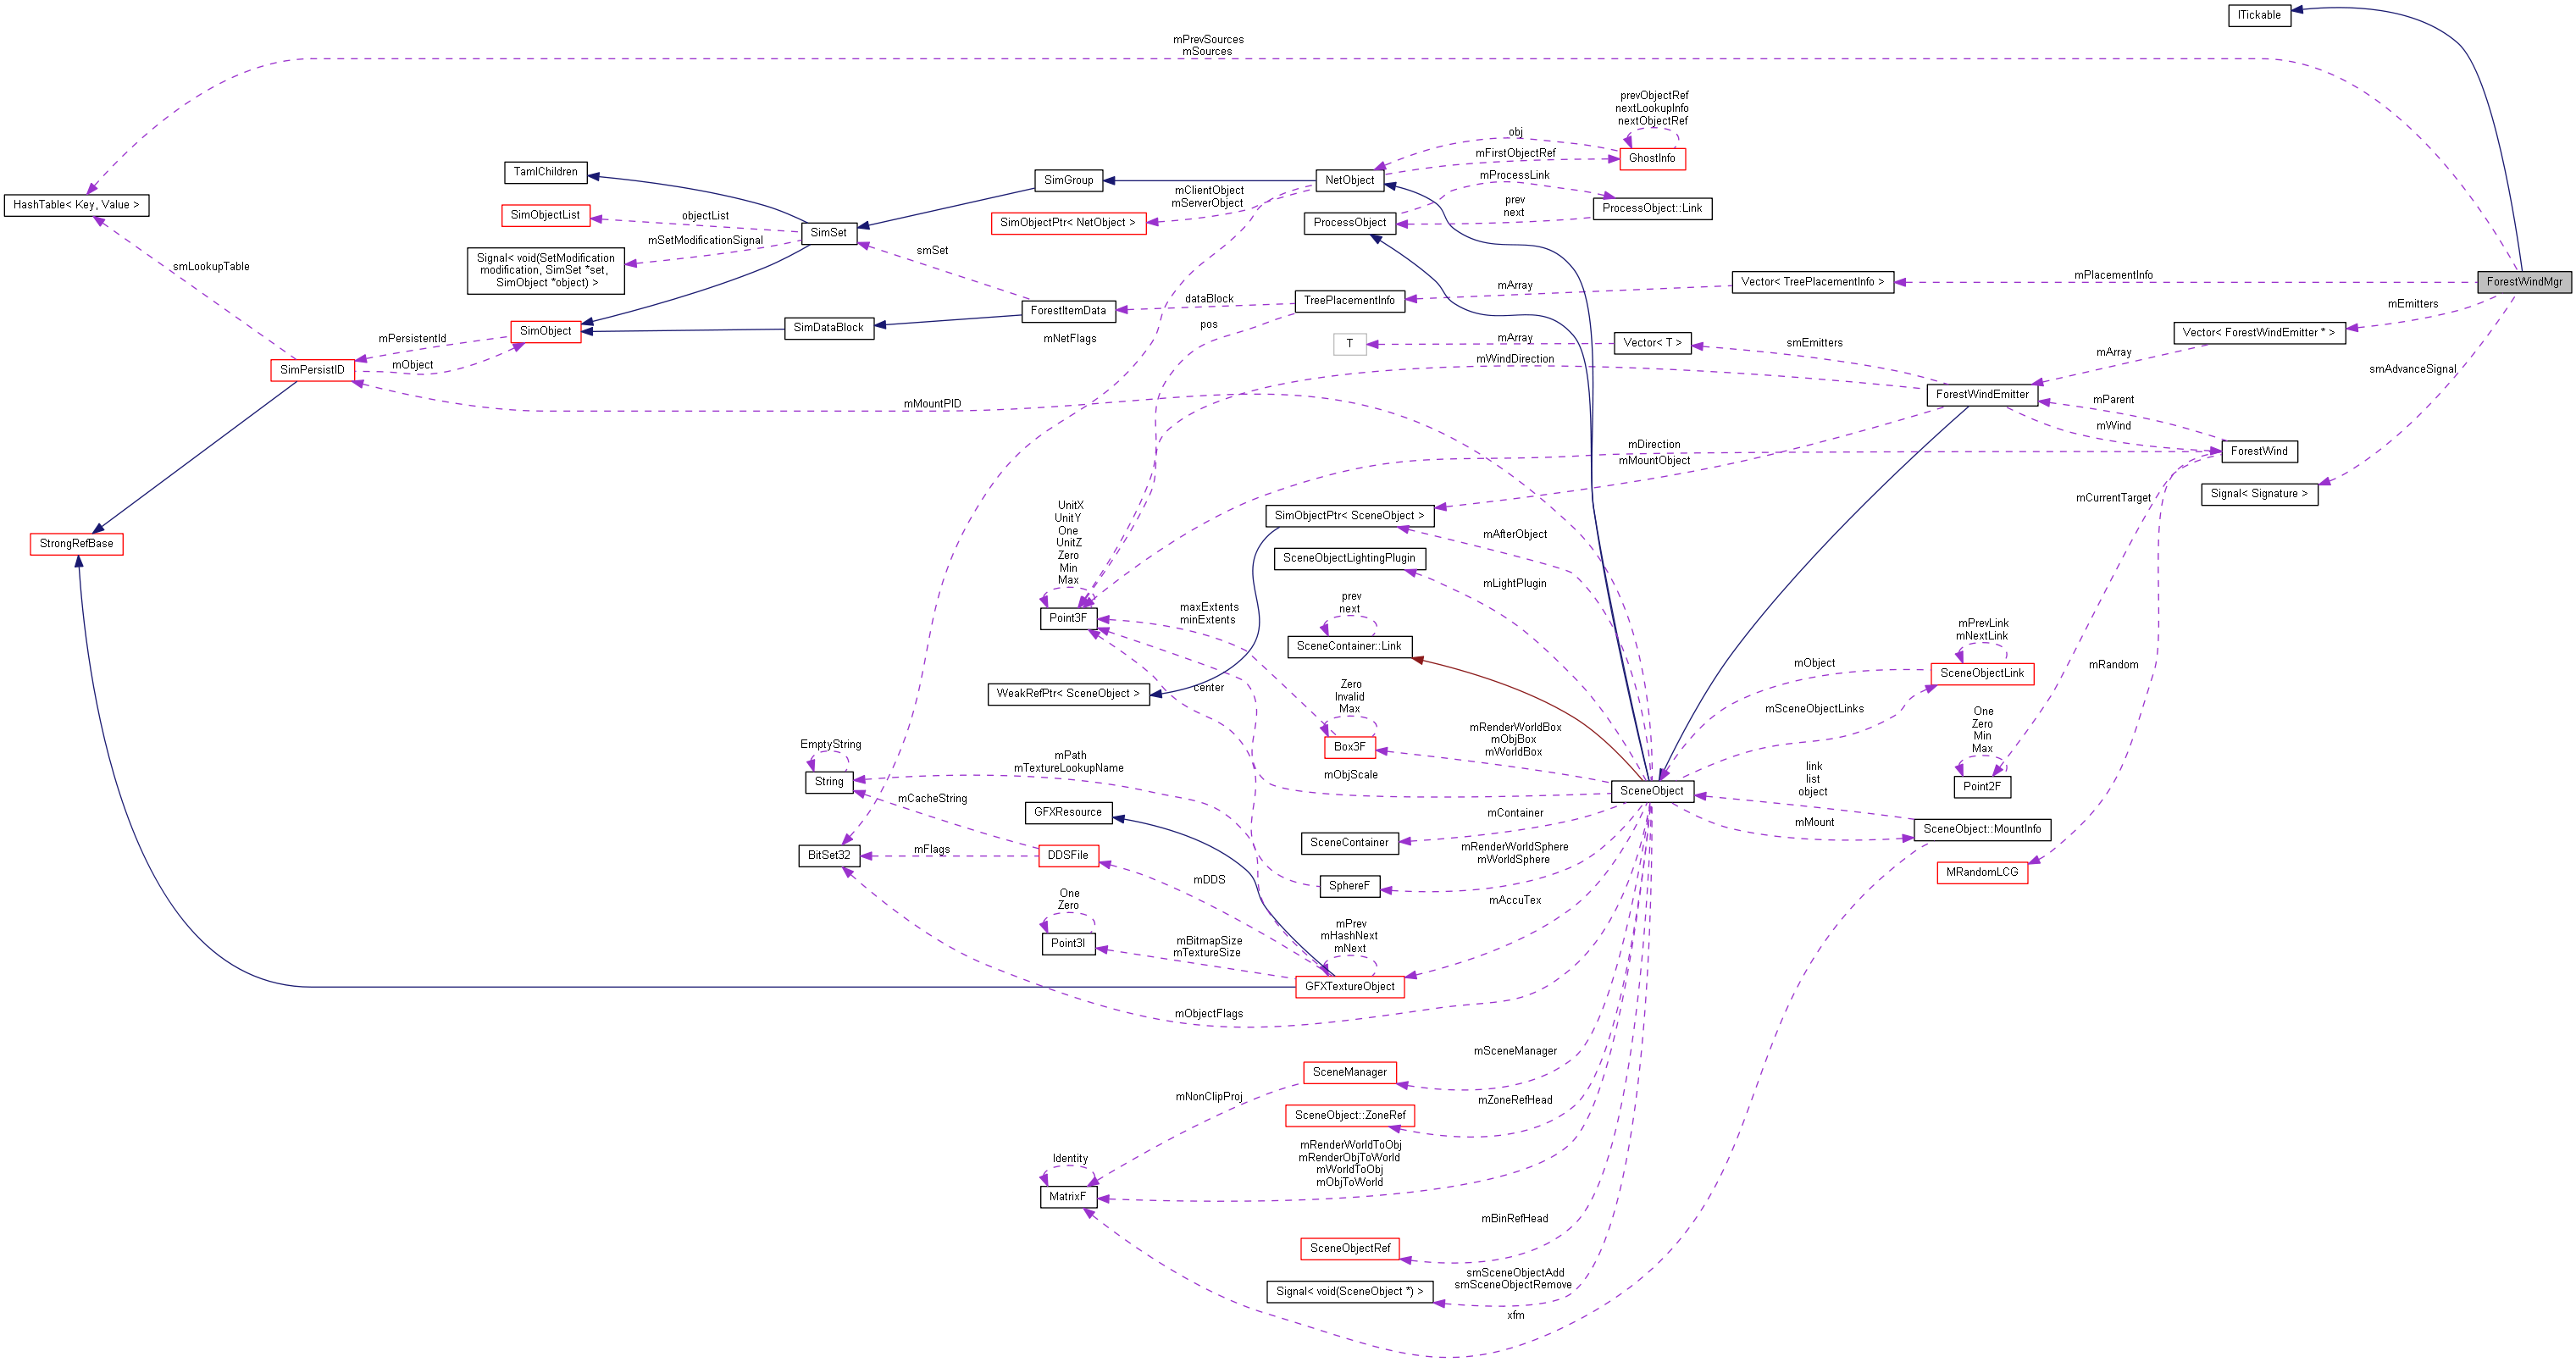 ITickable
mPrevSources
mSources
prevObjectRef
nextLookupInfo
nextObjectRef
obj
GhostInfo
mFirstObjectRef
TamlChildren
SimGroup
NetObject
mProcessLink
HashTable< Key, Value >
SimObjectList
objectList
mClientObject
mServerObject
SimObjectPtr< NetObject >
ProcessObject
prev
next
ProcessObject::Link
SimSet
mSetModificationSignal
Signal< void(SetModification
modification, SimSet *set,
SimObject *object) >
smSet
smLookupTable
mPlacementInfo
ForestWindMgr
Vector< TreePlacementInfo >
mArray
TreePlacementInfo
dataBlock
ForestItemData
mEmitters
pos
SimDataBlock
SimObject
mPersistentId
mObject
SimPersistID
mNetFlags
T
mArray
Vector< T >
smEmitters
Vector< ForestWindEmitter * >
mArray
mWindDirection
smAdvanceSignal
ForestWindEmitter
mMountPID
mParent
mWind
mDirection
mMountObject
ForestWind
Signal< Signature >
mCurrentTarget
UnitX
UnitY
One
UnitZ
Zero
Min
Max
Point3F
SimObjectPtr< SceneObject >
StrongRefBase
mAfterObject
SceneObjectLightingPlugin
mLightPlugin
prev
next
SceneContainer::Link
maxExtents
minExtents
mPrevLink
mNextLink
SceneObjectLink
mObject
mRandom
WeakRefPtr< SceneObject >
center
Zero
Invalid
Max
Box3F
mSceneObjectLinks
mRenderWorldBox
mObjBox
mWorldBox
One
Zero
Min
Max
Point2F
EmptyString
String
mPath
mTextureLookupName
mObjScale
SceneObject
link
list
object
mCacheString
GFXResource
mContainer
mMount
SceneObject::MountInfo
SceneContainer
BitSet32
mFlags
DDSFile
mRenderWorldSphere
mWorldSphere
MRandomLCG
mDDS
SphereF
One
Zero
Point3I
mBitmapSize
mTextureSize
mAccuTex
mPrev
mHashNext
mNext
GFXTextureObject
mObjectFlags
mSceneManager
SceneManager
mNonClipProj
SceneObject::ZoneRef
mZoneRefHead
mRenderWorldToObj
mRenderObjToWorld
mWorldToObj
mObjToWorld
Identity
MatrixF
mBinRefHead
SceneObjectRef
smSceneObjectAdd
smSceneObjectRemove
Signal< void(SceneObject *) >
xfm